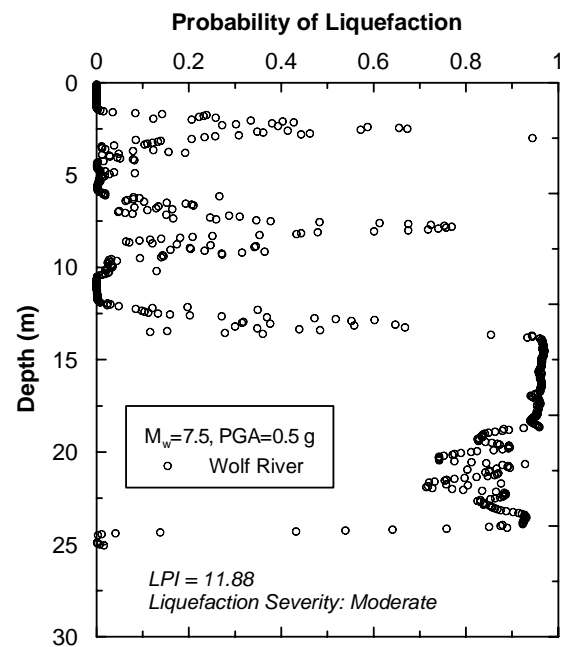 Probability of Liquefaction
0 0.2 0.4 0.6 0.8 1
0
5
10
15
20
25
30
Depth (m)
M_w=7.5, PGA=0.5 g
Wolf River
LPI = 11.88
Liquefaction Severity: Moderate